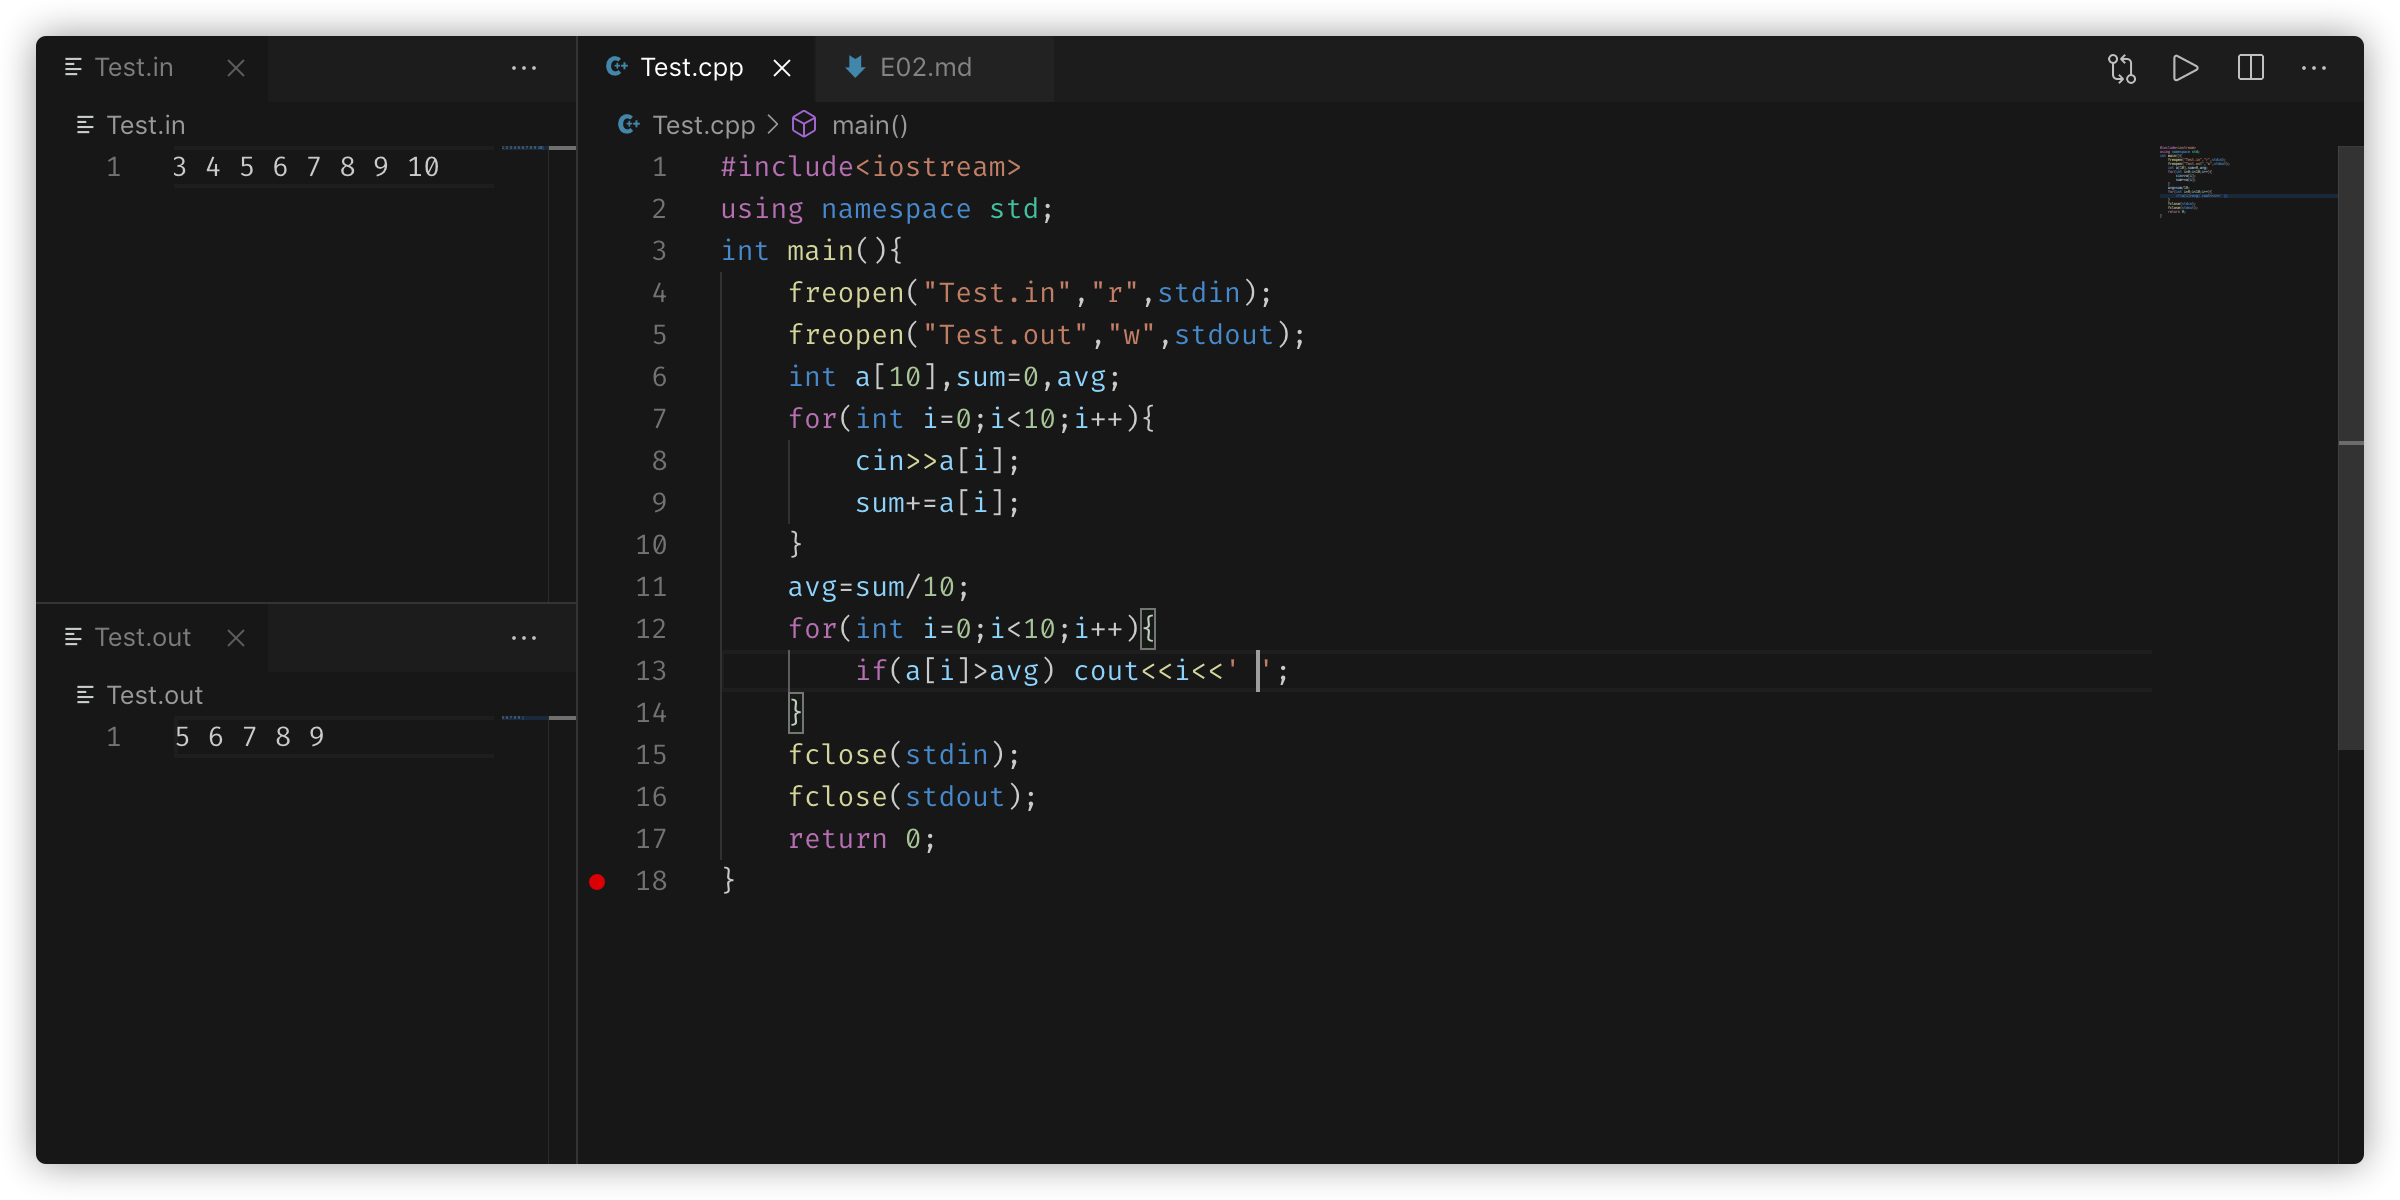 Test.in
Test.in
1 3 4 5 6 7 8 9 10
Test.out
Test.out
1 5 6 7 8 9
Test.cpp E02.md
Test.cpp > main()
1 #include<iostream>
2 using namespace std;
3 int main(){
4 freopen("Test.in","r",stdin);
5 freopen("Test.out","w",stdout);
6 int a[10],sum=0,avg;
7 for(int i=0;i<10;i++){
8 cin>>a[i];
9 sum+=a[i];
10 }
11 avg=sum/10;
12 for(int i=0;i<10;i++){
13 if(a[i]>avg) cout<<i<<' ';
14 }
15 fclose(stdin);
16 fclose(stdout);
17 return 0;
18 }